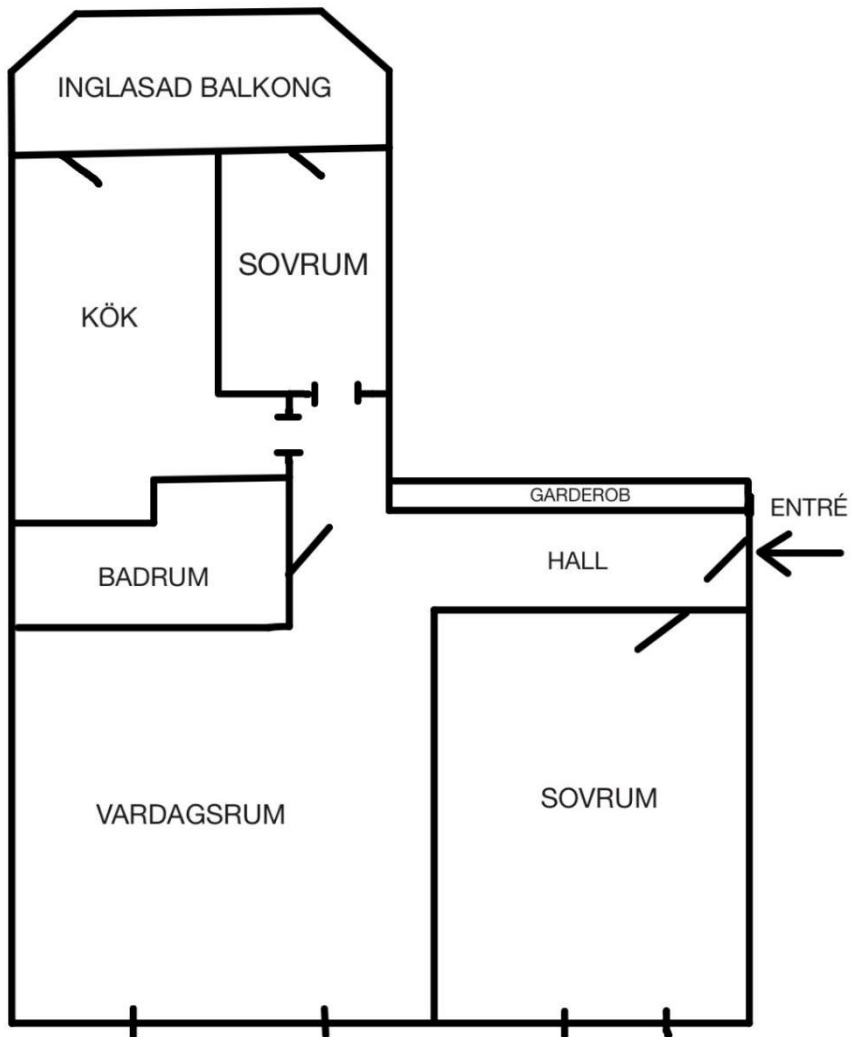 INGLASAD BALKONG
SOVRUM
KÖK
GARDEROB
ENTRÉ
HALL
BADRUM
SOVRUM
VARDAGSRUM